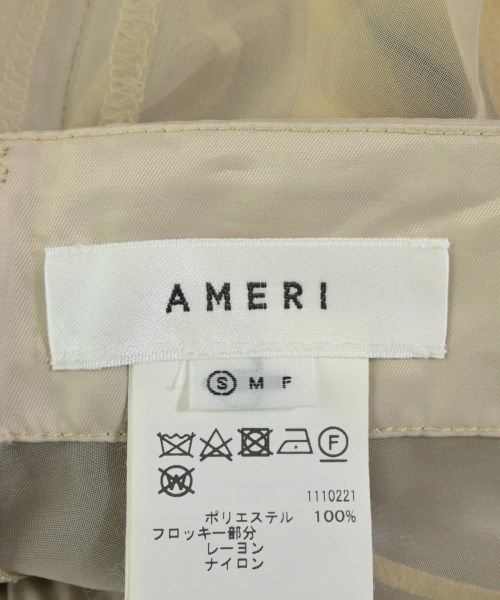 AMERI
S M F
F
W
1110221
ポリエステル 100%
フロッキー部分
レーヨン
ナイロン